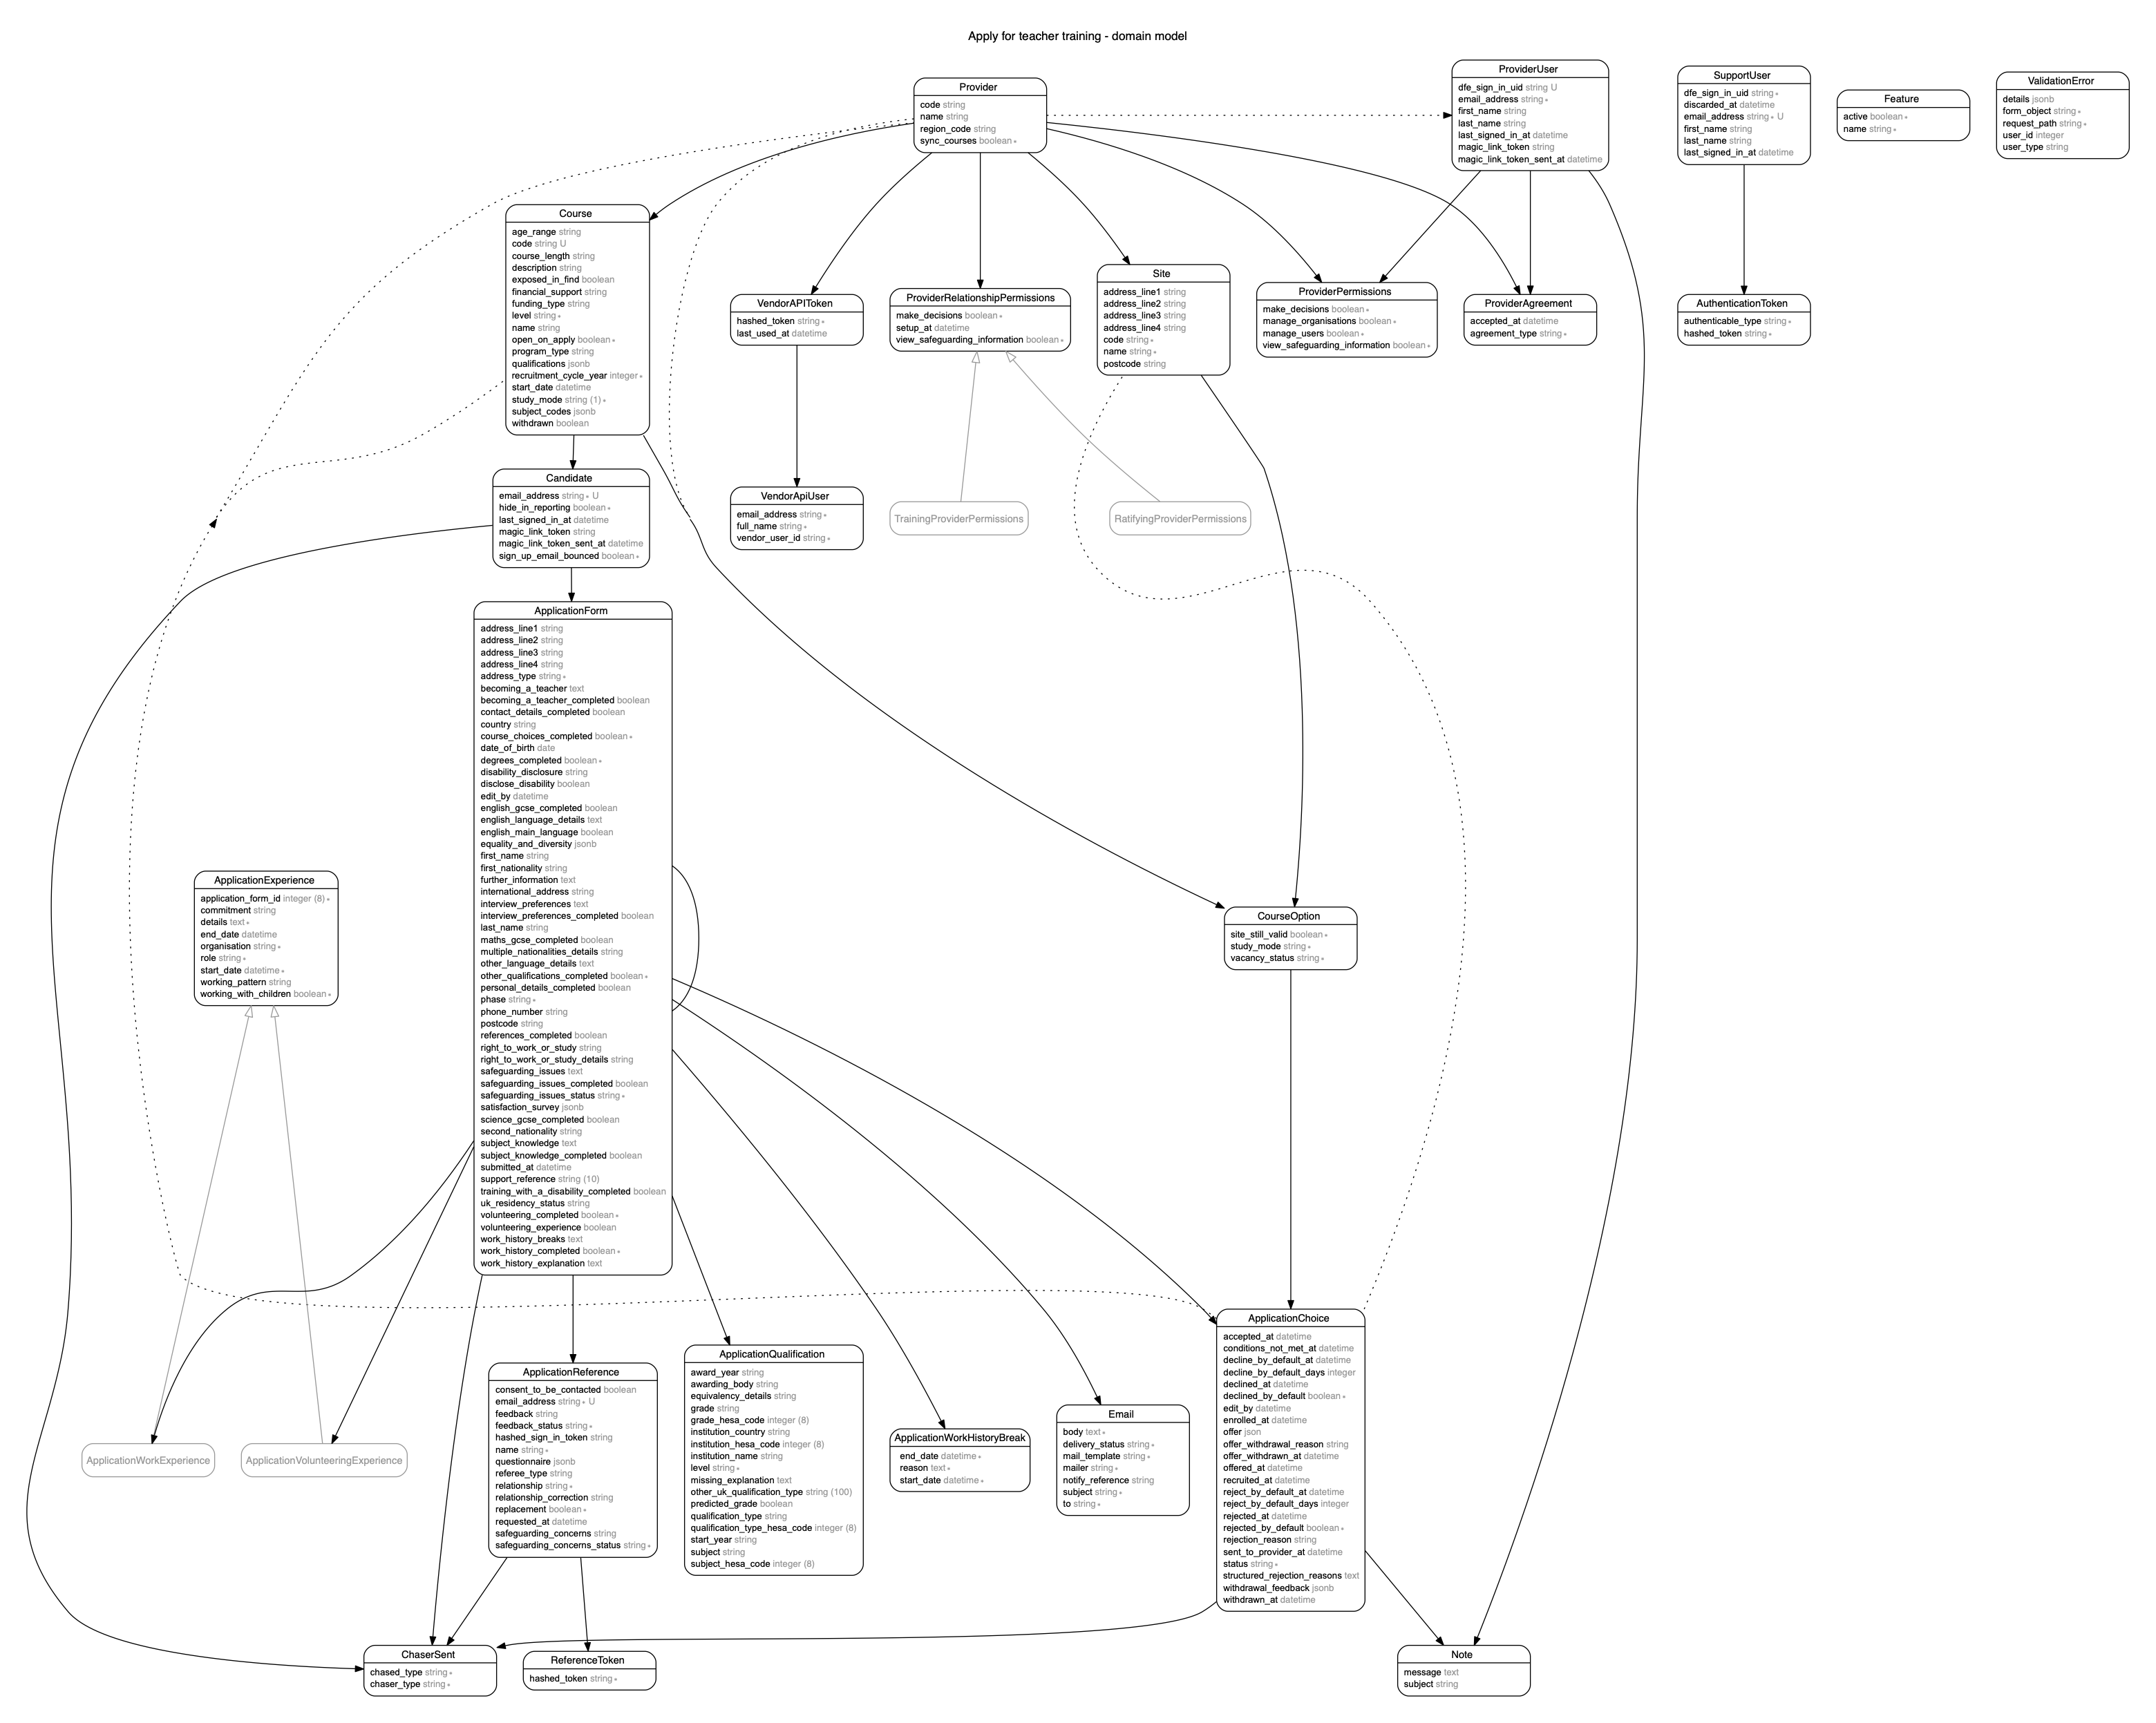 Apply for teacher training - domain model
Provider
code string
name string
region_code string
sync_courses boolean ∗
ProviderUser
dfe_sign_in_uid string U
email_address string ∗
first_name string
last_name string
last_signed_in_at datetime
magic_link_token string
magic_link_token_sent_at datetime
SupportUser
dfe_sign_in_uid string ∗
discarded_at datetime
email_address string ∗ U
first_name string
last_name string
last_signed_in_at datetime
Feature
active boolean ∗
name string ∗
ValidationError
details jsonb
form_object string ∗
request_path string ∗
user_id integer
user_type string
Course
age_range string
code string U
course_length string
description string
exposed_in_find boolean
financial_support string
funding_type string
level string ∗
name string
open_on_apply boolean ∗
program_type string
qualifications jsonb
recruitment_cycle_year integer ∗
start_date datetime
study_mode string (1) ∗
subject_codes jsonb
withdrawn boolean
VendorAPIToken
hashed_token string ∗
last_used_at datetime
ProviderRelationshipPermissions
make_decisions boolean ∗
setup_at datetime
view_safeguarding_information boolean ∗
Site
address_line1 string
address_line2 string
address_line3 string
address_line4 string
code string ∗
name string ∗
postcode string
ProviderPermissions
make_decisions boolean ∗
manage_organisations boolean ∗
manage_users boolean ∗
view_safeguarding_information boolean ∗
ProviderAgreement
accepted_at datetime
agreement_type string ∗
AuthenticationToken
authenticable_type string ∗
hashed_token string ∗
Candidate
email_address string ∗ U
hide_in_reporting boolean ∗
last_signed_in_at datetime
magic_link_token string
magic_link_token_sent_at datetime
sign_up_email_bounced boolean ∗
VendorApiUser
email_address string ∗
full_name string ∗
vendor_user_id string ∗
TrainingProviderPermissions
RatifyingProviderPermissions
ApplicationForm
address_line1 string
address_line2 string
address_line3 string
address_line4 string
address_type string ∗
becoming_a_teacher text
becoming_a_teacher_completed boolean
contact_details_completed boolean
country string
course_choices_completed boolean ∗
date_of_birth date
degrees_completed boolean ∗
disability_disclosure string
disclose_disability boolean
edit_by datetime
english_gcse_completed boolean
english_language_details text
english_main_language boolean
equality_and_diversity jsonb
first_name string
first_nationality string
further_information text
international_address string
interview_preferences text
interview_preferences_completed boolean
last_name string
maths_gcse_completed boolean
multiple_nationalities_details string
other_language_details text
other_qualifications_completed boolean ∗
personal_details_completed boolean
phase string ∗
phone_number string
postcode string
references_completed boolean
right_to_work_or_study string
right_to_work_or_study_details string
safeguarding_issues text
safeguarding_issues_completed boolean
safeguarding_issues_status string ∗
satisfaction_survey jsonb
science_gcse_completed boolean
second_nationality string
subject_knowledge text
subject_knowledge_completed boolean
submitted_at datetime
support_reference string (10)
training_with_a_disability_completed boolean
uk_residency_status string
volunteering_completed boolean ∗
volunteering_experience boolean
work_history_breaks text
work_history_completed boolean ∗
work_history_explanation text
ApplicationExperience
application_form_id integer (8) ∗
commitment string
details text ∗
end_date datetime
organisation string ∗
role string ∗
start_date datetime ∗
working_pattern string
working_with_children boolean ∗
CourseOption
site_still_valid boolean ∗
study_mode string ∗
vacancy_status string ∗
ApplicationWorkExperience
ApplicationVolunteeringExperience
ApplicationReference
consent_to_be_contacted boolean
email_address string ∗ U
feedback string
feedback_status string ∗
hashed_sign_in_token string
name string ∗
questionnaire jsonb
referee_type string
relationship string ∗
relationship_correction string
replacement boolean ∗
requested_at datetime
safeguarding_concerns string
safeguarding_concerns_status string ∗
ApplicationQualification
award_year string
awarding_body string
equivalency_details string
grade string
grade_hesa_code integer (8)
institution_country string
institution_hesa_code integer (8)
institution_name string
level string ∗
missing_explanation text
other_uk_qualification_type string (100)
predicted_grade boolean
qualification_type string
qualification_type_hesa_code integer (8)
start_year string
subject string
subject_hesa_code integer (8)
ApplicationWorkHistoryBreak
end_date datetime ∗
reason text ∗
start_date datetime ∗
Email
body text ∗
delivery_status string ∗
mail_template string ∗
mailer string ∗
notify_reference string
subject string ∗
to string ∗
ApplicationChoice
accepted_at datetime
conditions_not_met_at datetime
decline_by_default_at datetime
decline_by_default_days integer
declined_at datetime
declined_by_default boolean ∗
edit_by datetime
enrolled_at datetime
offer json
offer_withdrawal_reason string
offer_withdrawn_at datetime
offered_at datetime
recruited_at datetime
reject_by_default_at datetime
reject_by_default_days integer
rejected_at datetime
rejected_by_default boolean ∗
rejection_reason string
sent_to_provider_at datetime
status string ∗
structured_rejection_reasons text
withdrawal_feedback jsonb
withdrawn_at datetime
ChaserSent
chased_type string ∗
chaser_type string ∗
ReferenceToken
hashed_token string ∗
Note
message text
subject string